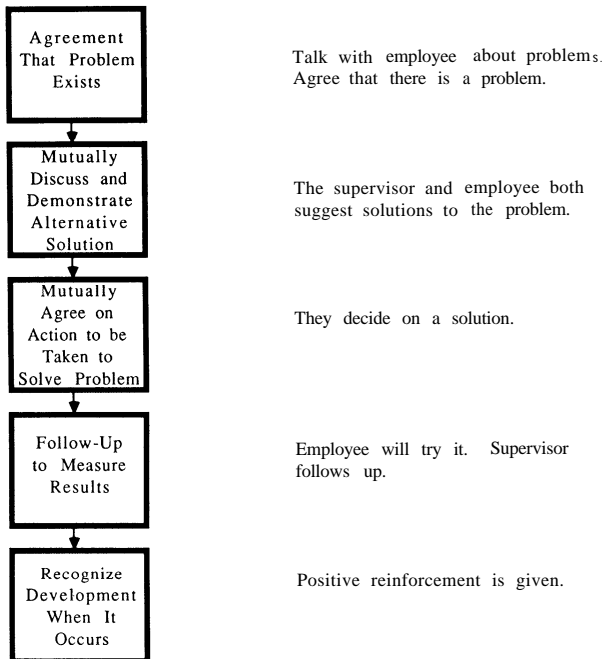 Agreement
That Problem
Exists
Talk with employee about problems.
Agree that there is a problem.
Mutually
Discuss and
Demonstrate
Alternative
Solution
The supervisor and employee both
suggest solutions to the problem.
Mutually
Agree on
Action to be
Taken to
Solve Problem
They decide on a solution.
Follow-Up
to Measure
Results
Employee will try it. Supervisor
follows up.
Recognize
Development
When It
Occurs
Positive reinforcement is given.